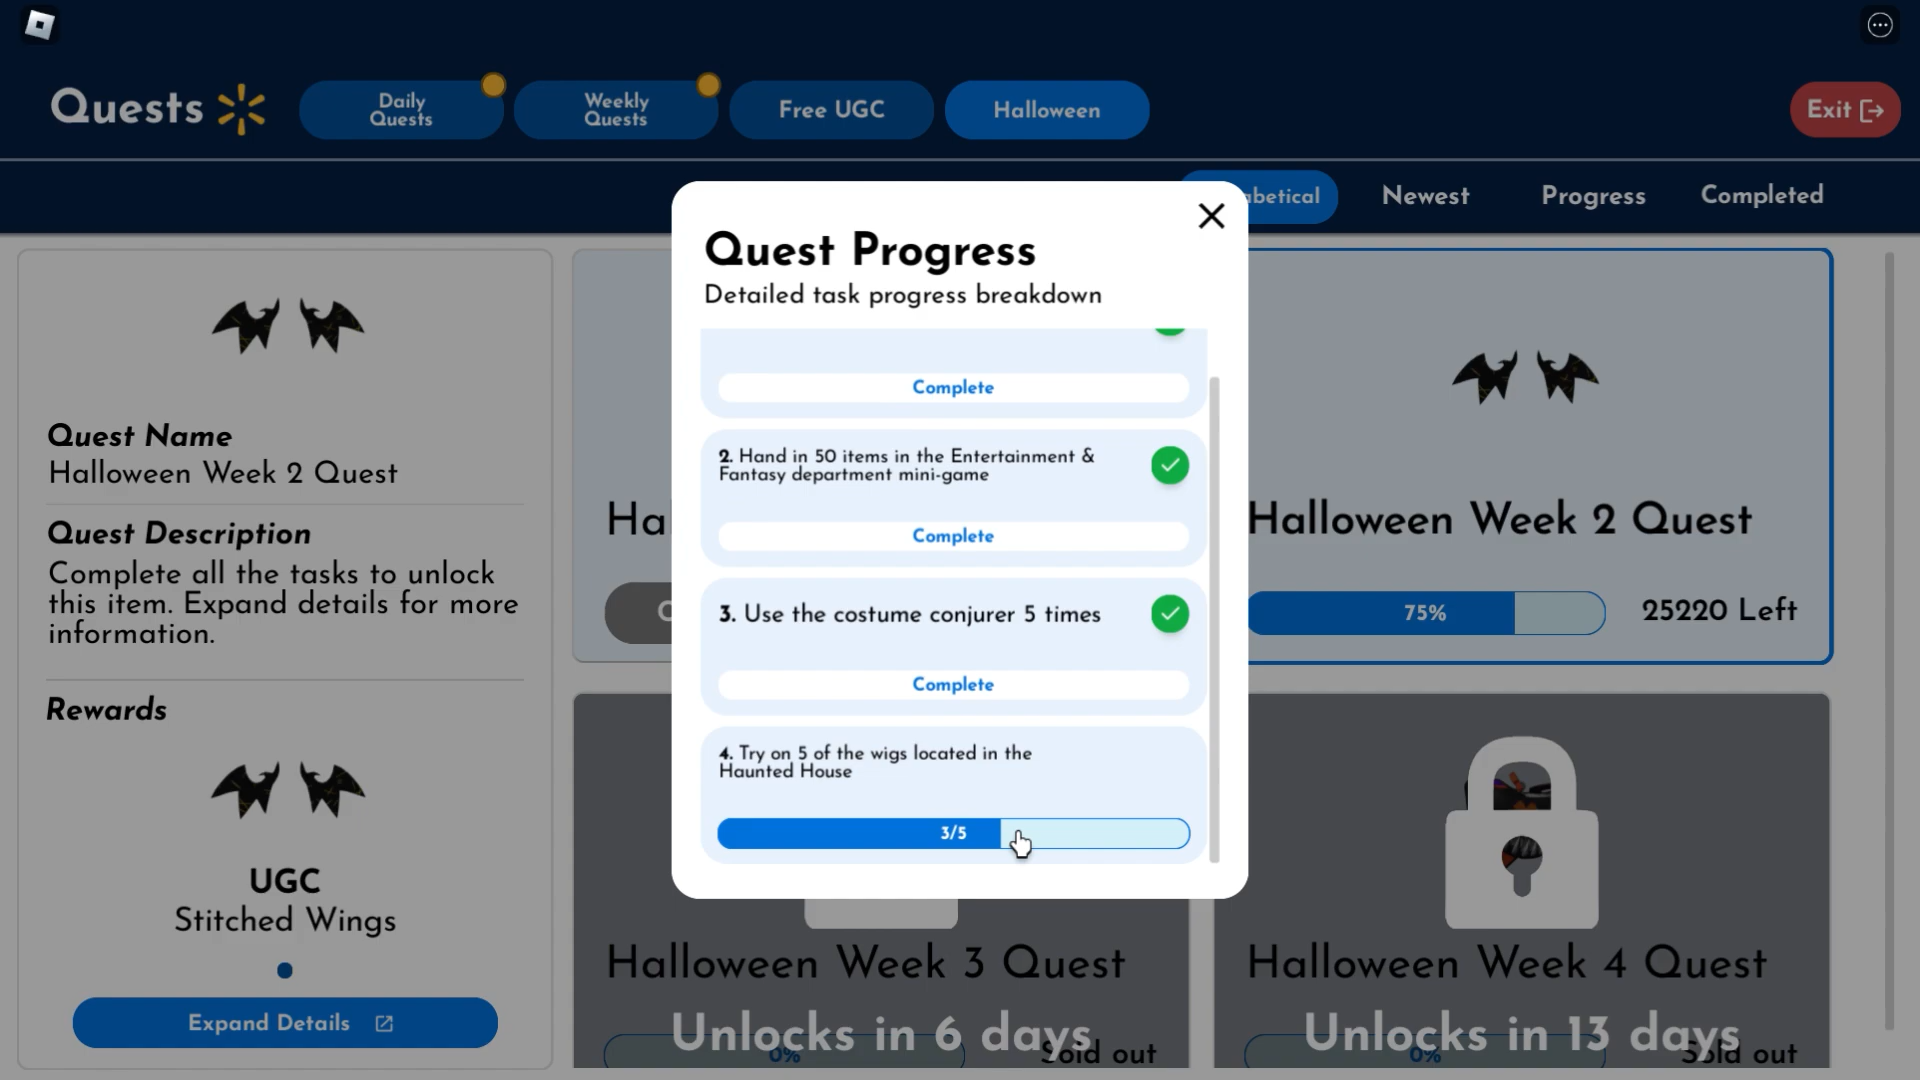 Quests
Daily
Quests
Weekly
Quests
Free UGC
Halloween
Exit
abetical
Newest
Progress
Completed
Quest Progress
Detailed task progress breakdown
Complete
2. Hand in 50 items in the Entertainment &
Fantasy department mini-game
Complete
3. Use the costume conjurer 5 times
Complete
4. Try on 5 of the wigs located in the
Haunted House
3/5
Quest Name
Halloween Week 2 Quest
Quest Description
Complete all the tasks to unlock
this item. Expand details for more
information.
Rewards
UGC
Stitched Wings
Expand Details
Ha
Halloween Week 2 Quest
75%
25220 Left
Halloween Week 3 Quest
Unlocks in 6 days
0%
Sold out
Halloween Week 4 Quest
Unlocks in 13 days
0%
Sold out